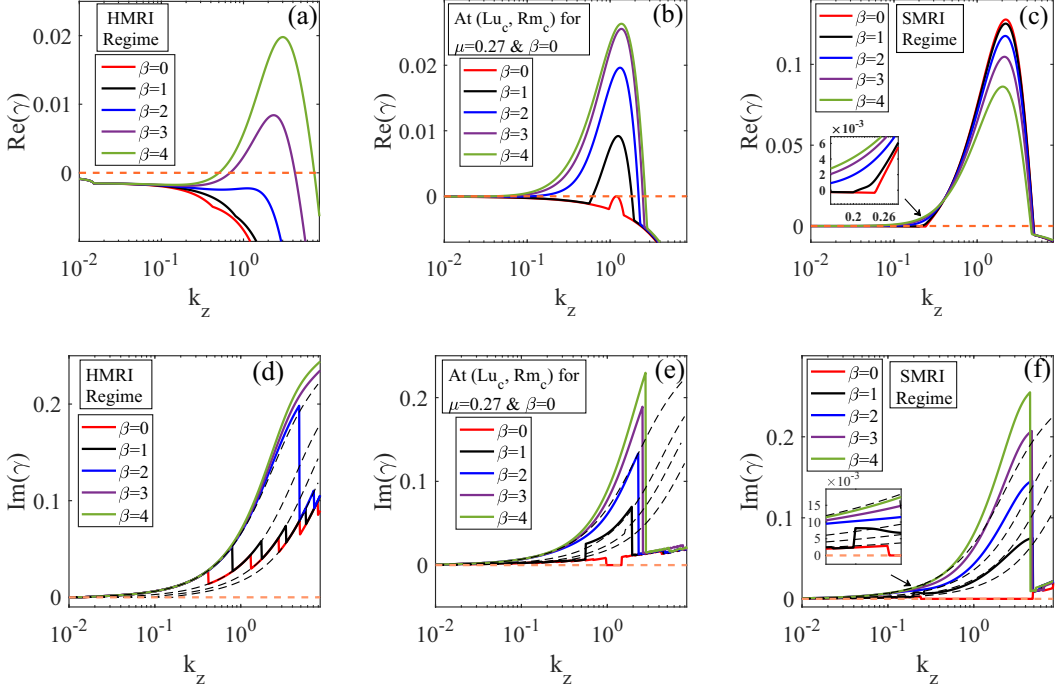 (a)
HMRI
Regime
β=0
β=1
β=2
β=3
β=4
Re(γ)
0.02
0.01
0
10^-2
10^-1
10^0
k_z
(b)
At (Lu_c, Rm_c) for
μ=0.27 & β=0
β=0
β=1
β=2
β=3
β=4
Re(γ)
0.02
0.01
0
10^-2
10^-1
10^0
k_z
(c)
β=0
β=1
β=2
β=3
β=4
SMRI
Regime
×10^-3
6
4
2
0
0.2
0.26
Re(γ)
0.1
0.05
0
10^-2
10^-1
10^0
k_z
(d)
HMRI
Regime
β=0
β=1
β=2
β=3
β=4
Im(γ)
0.2
0.1
0
10^-2
10^-1
10^0
k_z
(e)
At (Lu_c, Rm_c) for
μ=0.27 & β=0
β=0
β=1
β=2
β=3
β=4
Im(γ)
0.2
0.1
0
10^-2
10^-1
10^0
k_z
(f)
β=0
β=1
β=2
β=3
β=4
SMRI
Regime
×10^-3
15
10
5
0
Im(γ)
0.2
0.1
0
10^-2
10^-1
10^0
k_z